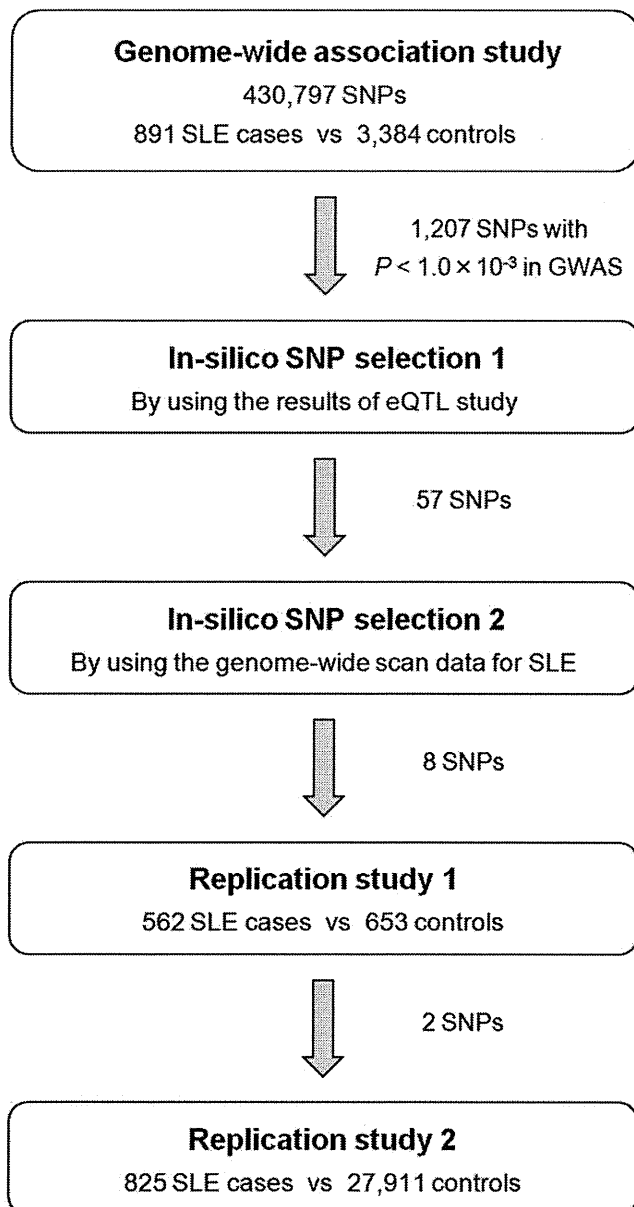 Genome-wide association study
430,797 SNPs
891 SLE cases vs 3,384 controls
1,207 SNPs with
P < 1.0 × 10⁻³ in GWAS
In-silico SNP selection 1
By using the results of eQTL study
57 SNPs
In-silico SNP selection 2
By using the genome-wide scan data for SLE
8 SNPs
Replication study 1
562 SLE cases vs 653 controls
2 SNPs
Replication study 2
825 SLE cases vs 27,911 controls